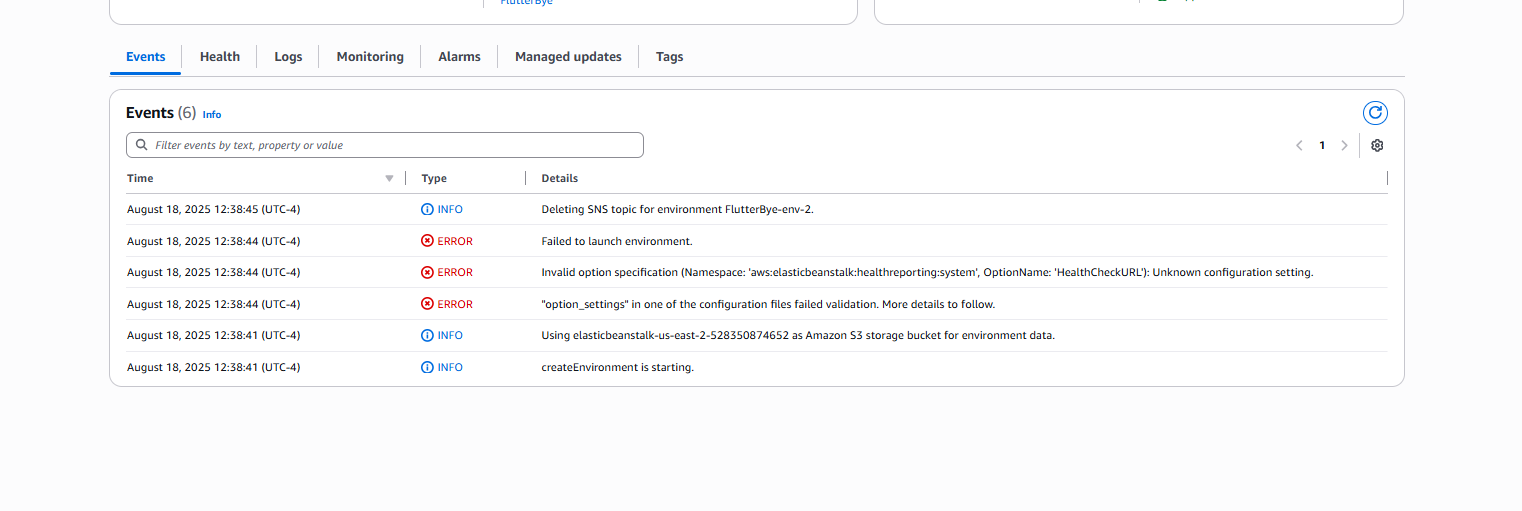 FlutterBye
Events Health Logs Monitoring Alarms Managed updates Tags
Events (6) Info
Filter events by text, property or value
1
Time Type Details
August 18, 2025 12:38:45 (UTC-4) INFO Deleting SNS topic for environment FlutterBye-env-2.
August 18, 2025 12:38:44 (UTC-4) ERROR Failed to launch environment.
August 18, 2025 12:38:44 (UTC-4) ERROR Invalid option specification (Namespace: 'aws:elasticbeanstalk:healthreporting:system', OptionName: 'HealthCheckURL'): Unknown configuration setting.
August 18, 2025 12:38:44 (UTC-4) ERROR "option_settings" in one of the configuration files failed validation. More details to follow.
August 18, 2025 12:38:41 (UTC-4) INFO Using elasticbeanstalk-us-east-2-528350874652 as Amazon S3 storage bucket for environment data.
August 18, 2025 12:38:41 (UTC-4) INFO createEnvironment is starting.